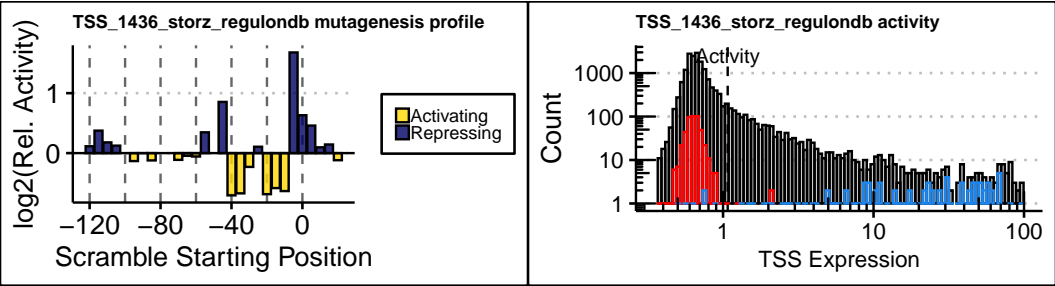 TSS_1436_storz_regulondb mutagenesis profile
log2(Rel. Activity)
1
0
−120
−80
−40
0
Scramble Starting Position
Activating
Repressing
TSS_1436_storz_regulondb activity
Activity
Count
1000
100
10
1
1
10
100
TSS Expression